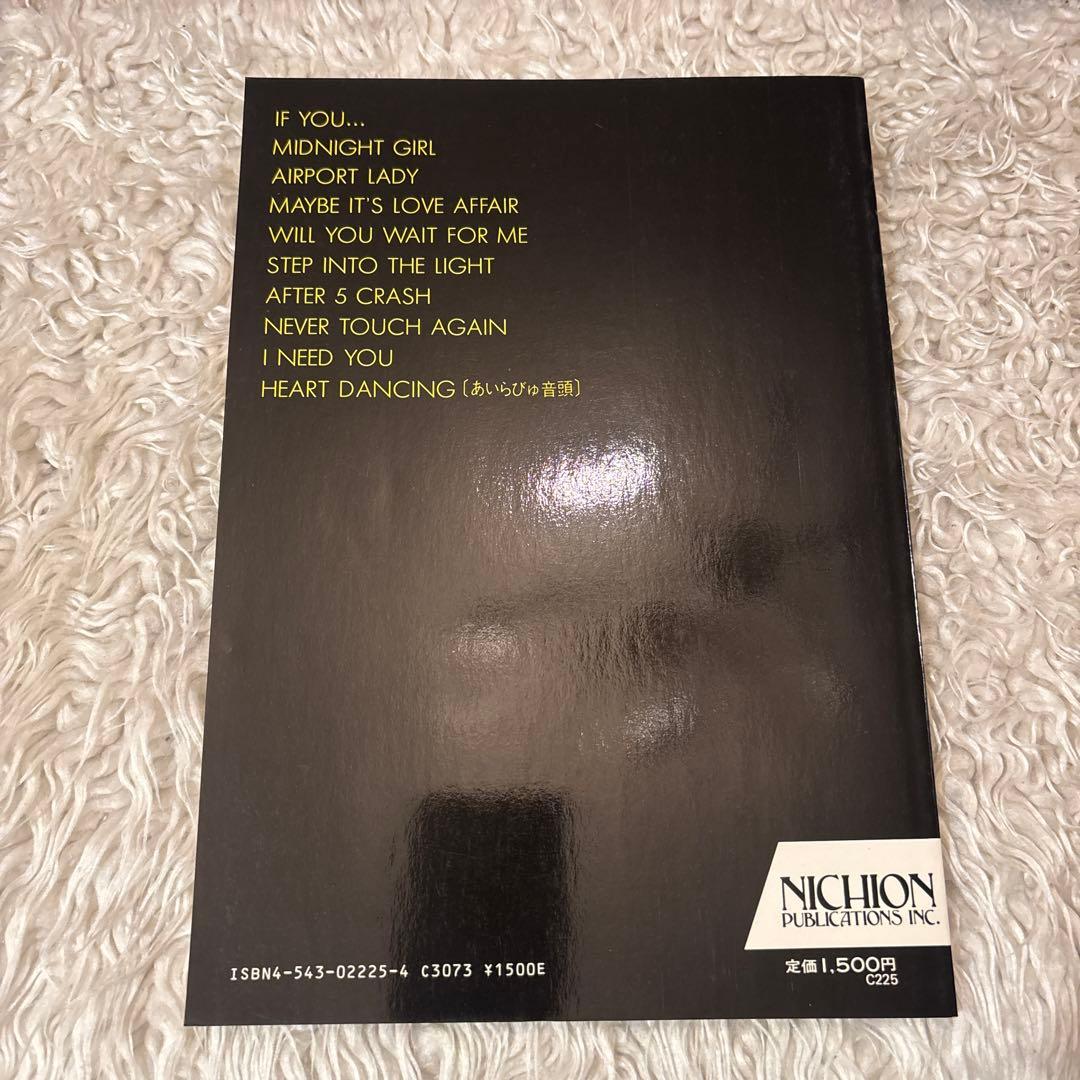 IF YOU...
MIDNIGHT GIRL
AIRPORT LADY
MAYBE IT'S LOVE AFFAIR
WILL YOU WAIT FOR ME
STEP INTO THE LIGHT
AFTER 5 CRASH
NEVER TOUCH AGAIN
I NEED YOU
HEART DANCING〔あいらびゅ音頭〕
NICHION
PUBLICATIONS INC.
ISBN4-543-02225-4 C3073 ¥1500E
定価1,500円
C225